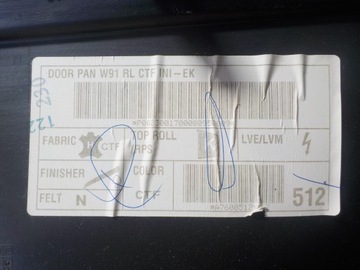 DOOR PAN W91 RL CTF INI-EK
FABRIC
CTF
TOP ROLL
RPS
LVE/LVM
FINISHER
COLOR
FELT N
CTF
512